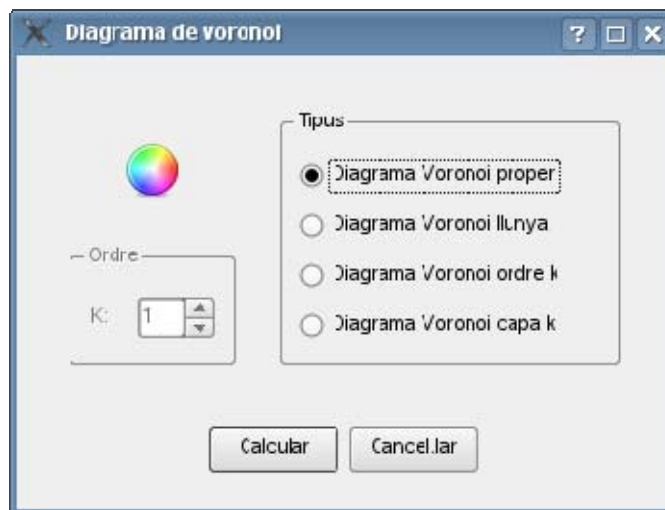 Diagrama de voronoi
Tipus
Diagrama Voronoi proper
Diagrama Voronoi llunya
Diagrama Voronoi ordre k
Diagrama Voronoi capa k
Ordre
K: 1
Calcular
Cancel.lar